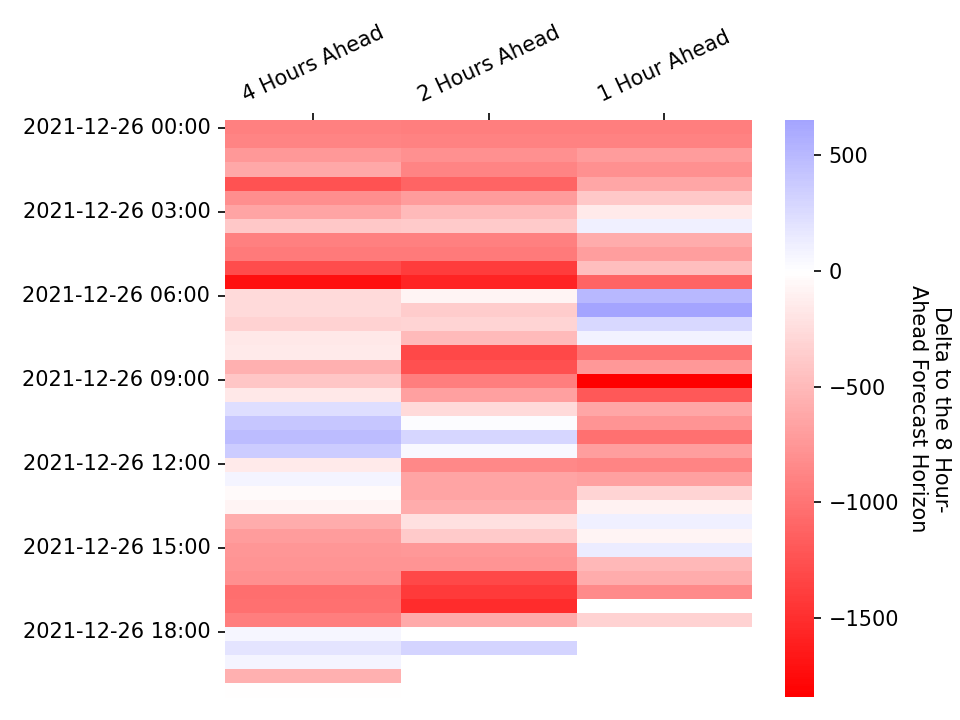 4 Hours Ahead
2 Hours Ahead
1 Hour Ahead
2021-12-26 00:00
2021-12-26 03:00
2021-12-26 06:00
2021-12-26 09:00
2021-12-26 12:00
2021-12-26 15:00
2021-12-26 18:00
500
0
−500
−1000
−1500
Delta to the 8 Hour-
Ahead Forecast Horizon